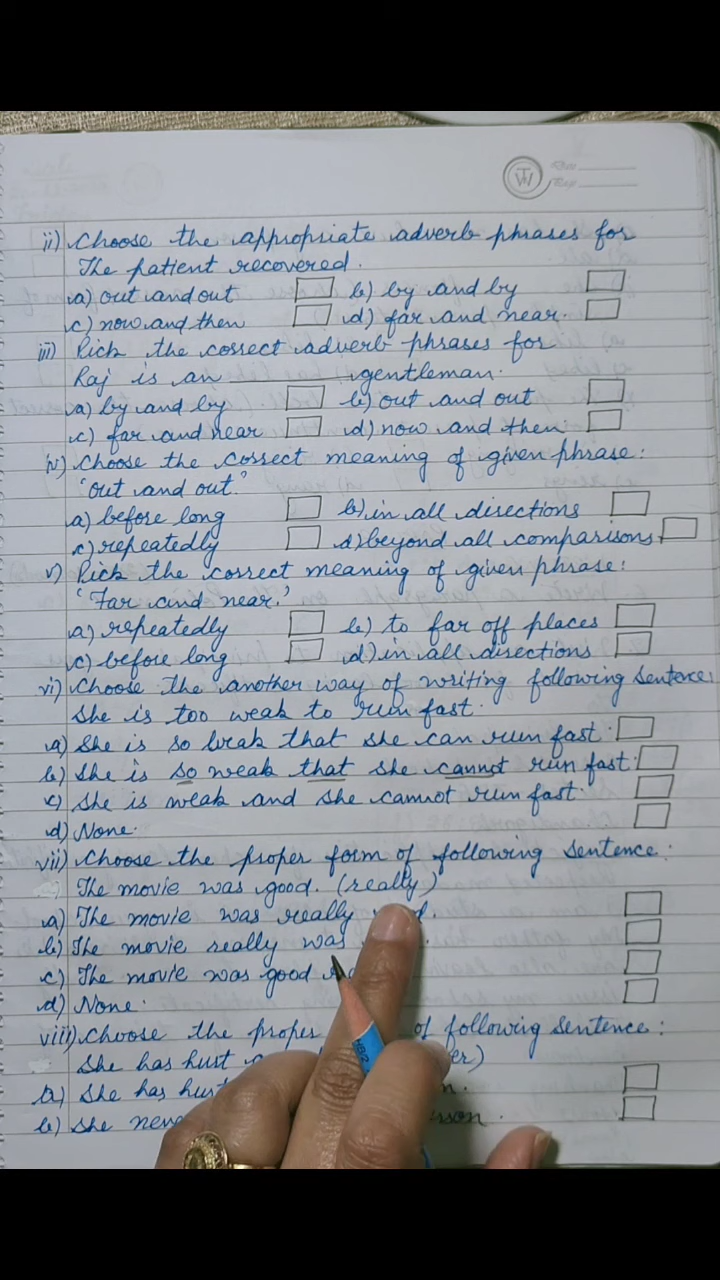 Date
Page
ii) Choose the appropriate adverb phrases for
The patient recovered.
a) out and out b) by and by
c) now and then d) far and near.
iii) Pick the correct adverb phrases for
Raj is an ________ gentleman.
a) by and by b) out and out
c) far and near d) now and then
iv) Choose the correct meaning of given phrase:
'out and out.'
a) before long b) in all directions
c) repeatedly d) beyond all comparisons.
v) Pick the correct meaning of given phrase:
'Far and near.'
a) repeatedly b) to far off places
c) before long d) in all directions
vi) Choose the another way of writing following sentence:
She is too weak to run fast.
a) She is so weak that she can run fast.
b) She is so weak that she cannot run fast.
c) She is weak and she cannot run fast.
d) None.
vii) Choose the proper form of following sentence:
The movie was good. (really)
a) The movie was really
b) The movie really was
c) The movie was good
d) None.
viii) Choose the proper of following sentence:
She has hurt
a) She has hurt
b) She
HB2